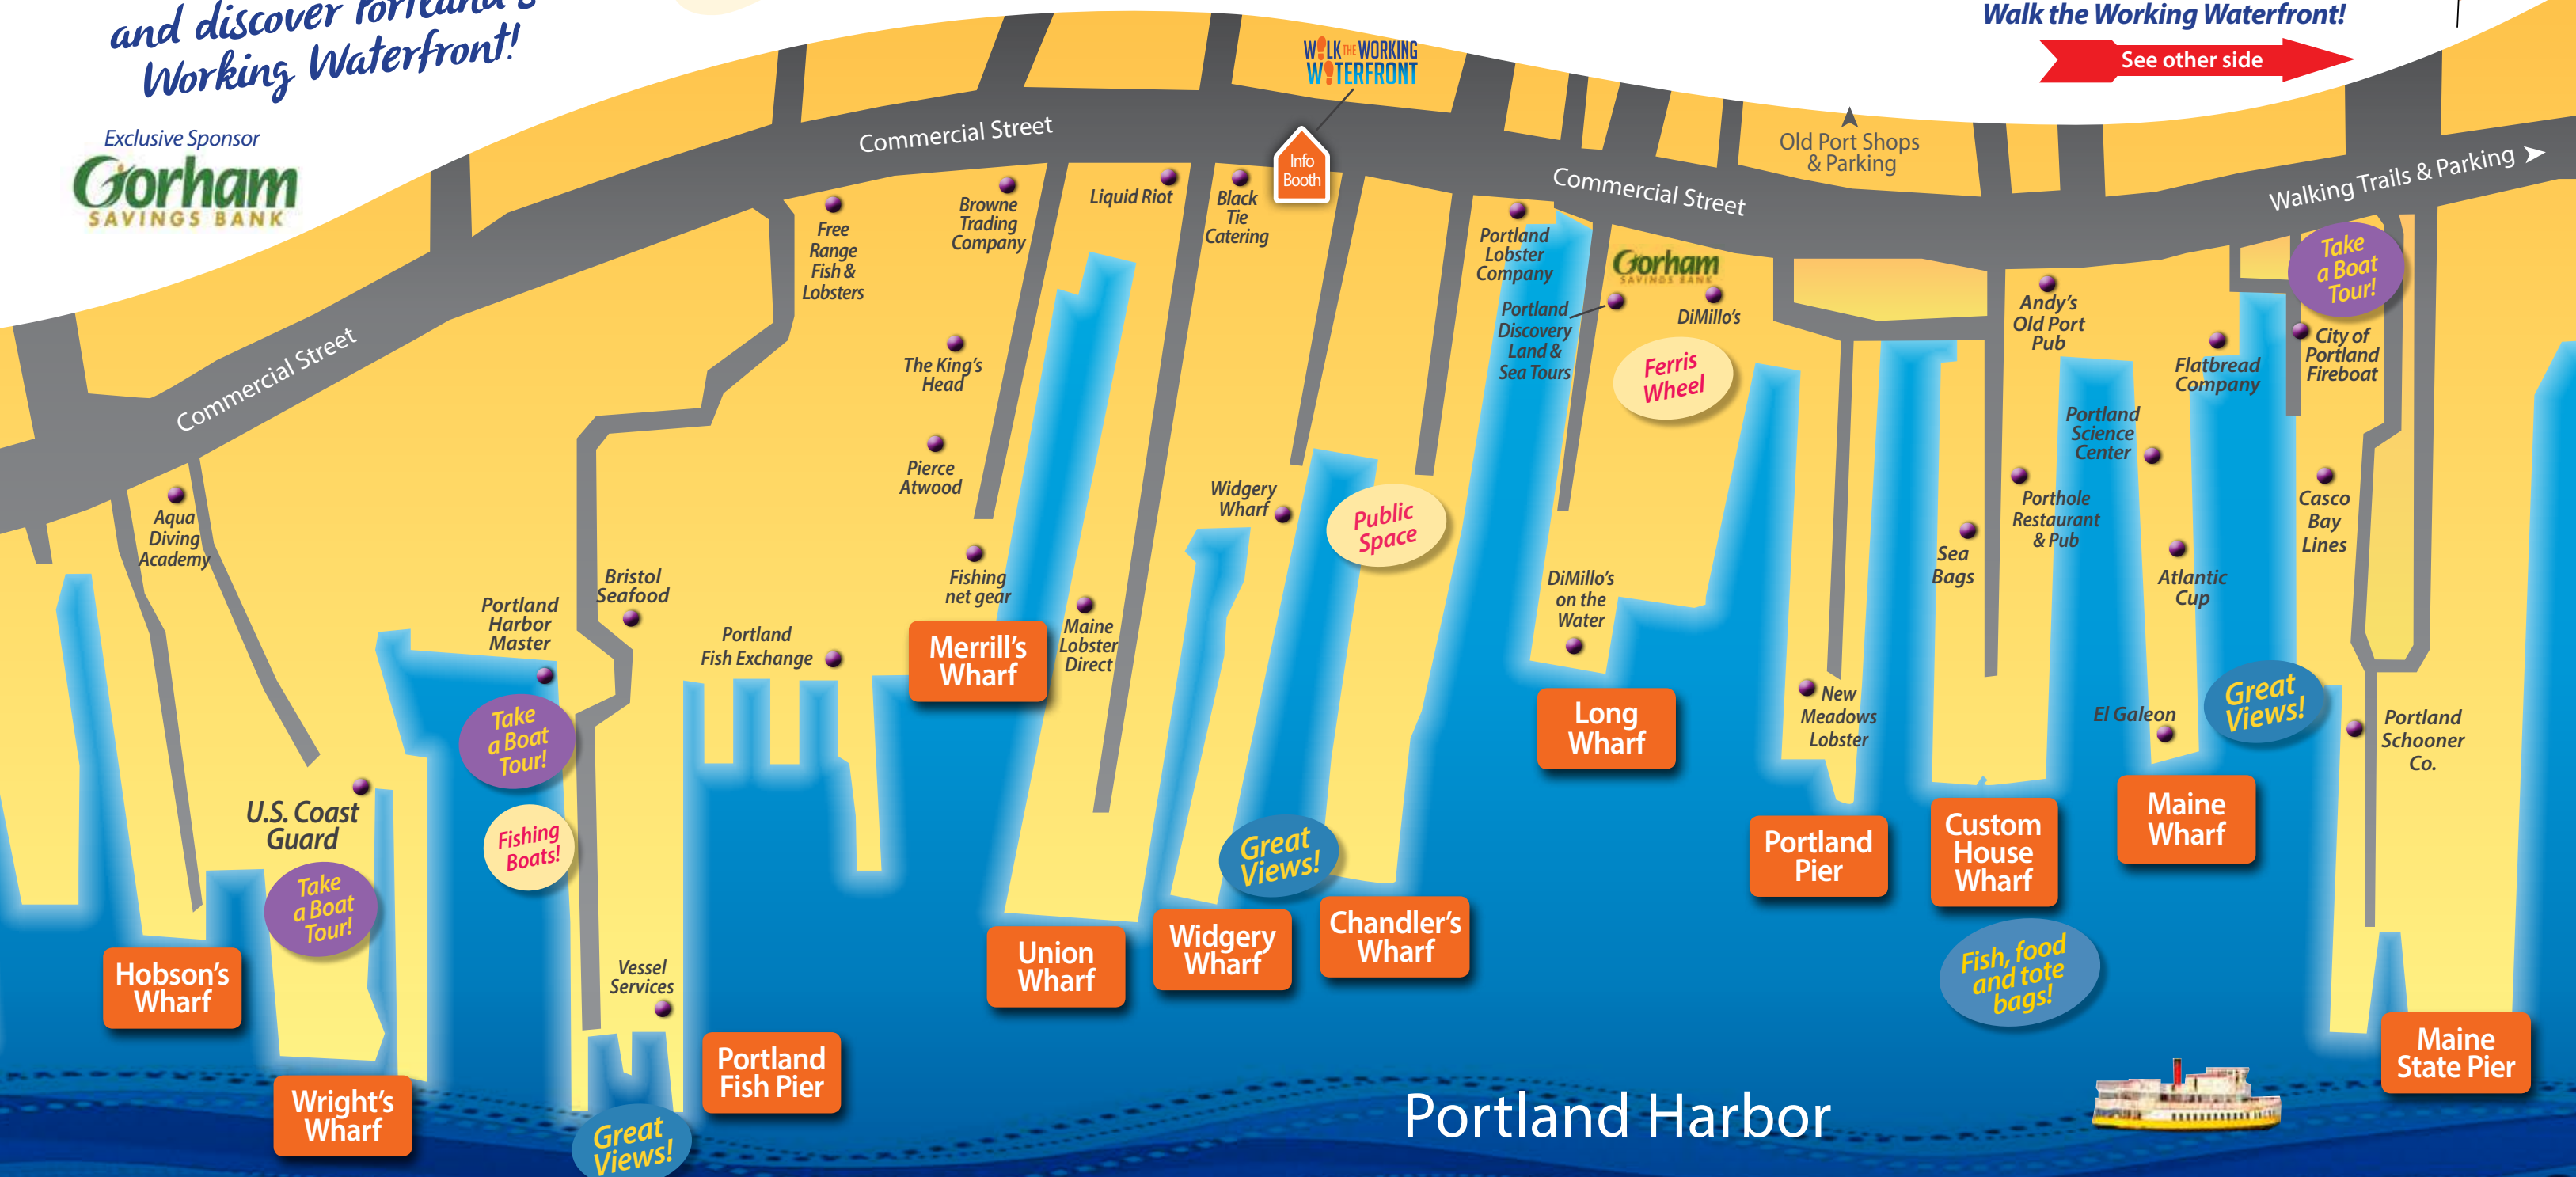 and discover Portland's
Working Waterfront!
Exclusive Sponsor
Gorham
SAVINGS BANK
Walk the Working Waterfront!
See other side
WALK THE WORKING
WATERFRONT
Info
Booth
Commercial Street
Commercial Street
Commercial Street
Old Port Shops
& Parking
Walking Trails & Parking
Free
Range
Fish &
Lobsters
Browne
Trading
Company
Liquid Riot
Black
Tie
Catering
Portland
Lobster
Company
Gorham
SAVINGS BANK
Portland
Discovery
Land &
Sea Tours
DiMillo's
Ferris
Wheel
Andy's
Old Port
Pub
Take
a Boat
Tour!
City of
Portland
Fireboat
Flatbread
Company
The King's
Head
Pierce
Atwood
Portland
Science
Center
Widgery
Wharf
Public
Space
Porthole
Restaurant
& Pub
Casco
Bay
Lines
Aqua
Diving
Academy
Sea
Bags
Atlantic
Cup
Fishing
net gear
Bristol
Seafood
Portland
Harbor
Master
DiMillo's
on the
Water
Portland
Fish Exchange
Merrill's
Wharf
Maine
Lobster
Direct
Take
a Boat
Tour!
Long
Wharf
New
Meadows
Lobster
El Galeon
Great
Views!
Portland
Schooner
Co.
U.S. Coast
Guard
Fishing
Boats!
Great
Views!
Portland
Pier
Custom
House
Wharf
Maine
Wharf
Take
a Boat
Tour!
Hobson's
Wharf
Vessel
Services
Union
Wharf
Widgery
Wharf
Chandler's
Wharf
Fish, food
and tote
bags!
Wright's
Wharf
Portland
Fish Pier
Great
Views!
Portland Harbor
Maine
State Pier